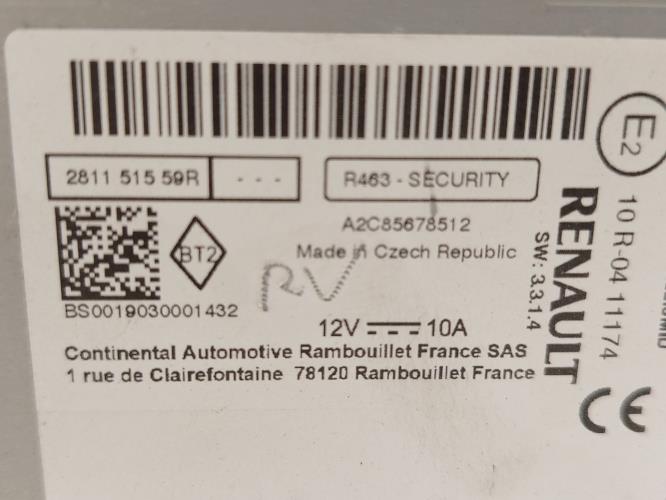 2811 515 59R - - -
R463 - SECURITY
A2C85678512
BT2
Made in Czech Republic
BS0019030001432
RV
12V 10A
Continental Automotive Rambouillet France SAS
1 rue de Clairefontaine 78120 Rambouillet France
E2
10 R-04 11174
RENAULT
SW: 3.3.1.4
CE